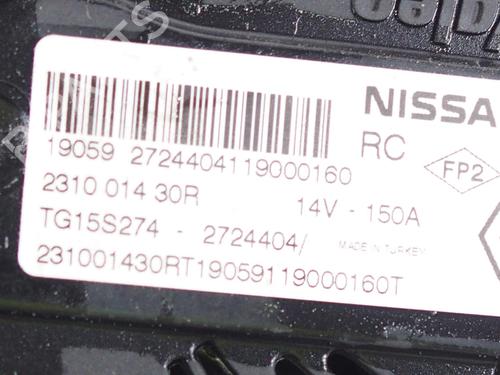 NISSA
RC
FP2
19059 2724404119000160
2310 014 30R 14V - 150A
TG15S274 - 2724404/ MADE IN TURKEY
231001430RT19059119000160T